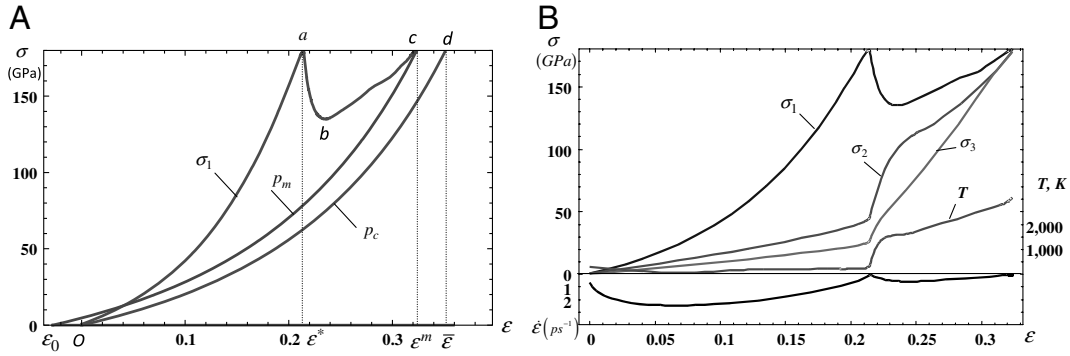 A
B
σ
(GPa)
150
100
50
0
a
b
c
d
σ₁
pₘ
p_c
ε₀
O
0.1
0.2
ε*
0.3
εᵐ
ε̅
ε
σ
(GPa)
150
100
50
0
1
2
ε̇ (ps⁻¹)
σ₁
σ₂
σ₃
T
T, K
2,000
1,000
0
0.05
0.1
0.15
0.2
0.25
0.3
ε